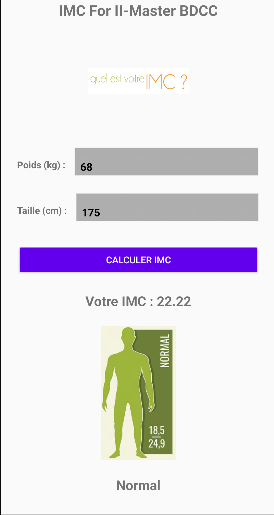 IMC For II-Master BDCC
quel est votre IMC ?
Poids (kg) : 68
Taille (cm) : 175
CALCULER IMC
Votre IMC : 22.22
NORMAL
18,5
24,9
Normal